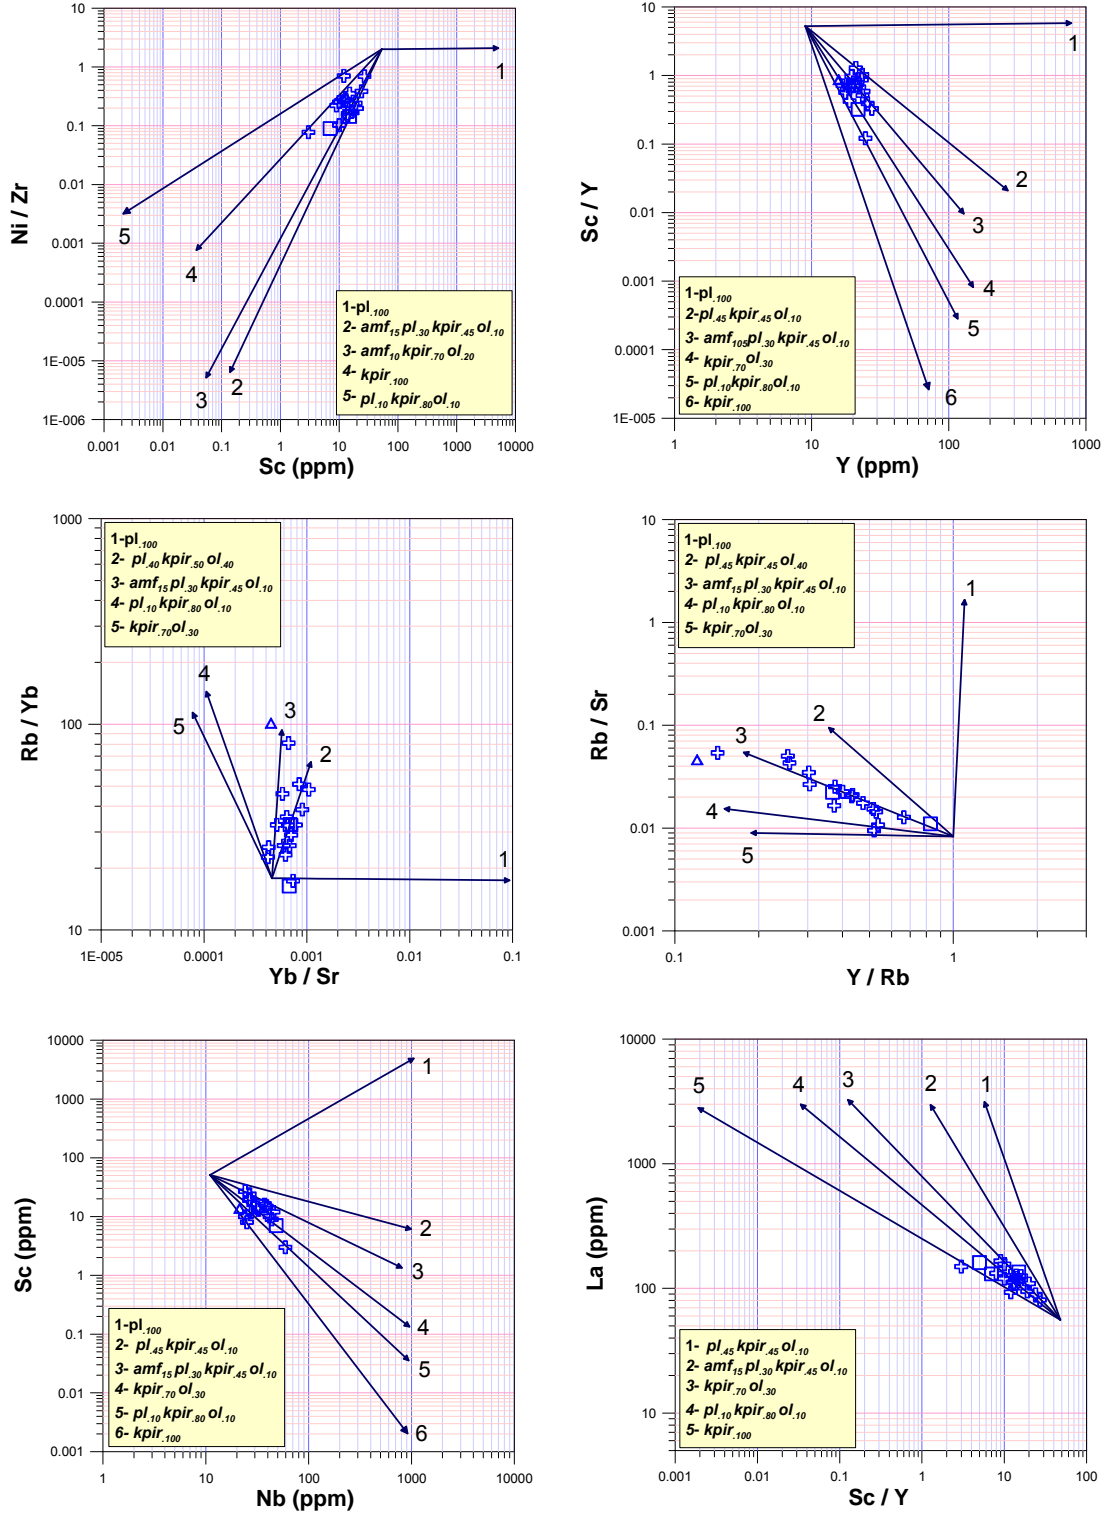 10
1
0.1
0.01
0.001
0.0001
1E-005
1E-006
Ni / Zr
0.001
0.01
0.1
1
10
100
1000
10000
Sc (ppm)
1
5
4
3
2
1-pl.100
2- amf15 pl.30 kpir.45 ol.10
3- amf10 kpir.70 ol.20
4- kpir.100
5- pl.10 kpir.80 ol.10
10
1
0.1
0.01
0.001
0.0001
1E-005
Sc / Y
1
10
100
1000
Y (ppm)
1
2
3
4
5
6
1-pl.100
2-pl.45 kpir.45 ol.10
3- amf105 pl.30 kpir.45 ol.10
4- kpir.70 ol.30
5- pl.10 kpir.80 ol.10
6- kpir.100
1000
100
10
Rb / Yb
1E-005
0.0001
0.001
0.01
0.1
Yb / Sr
1-pl.100
2- pl.40 kpir.50 ol.40
3- amf15 pl.30 kpir.45 ol.10
4- pl.10 kpir.80 ol.10
5- kpir.70 ol.30
4
5
3
2
1
10
1
0.1
0.01
0.001
Rb / Sr
0.1
1
Y / Rb
1-pl.100
2- pl.45 kpir.45 ol.40
3- amf15 pl.30 kpir.45 ol.10
4- pl.10 kpir.80 ol.10
5- kpir.70 ol.30
1
2
3
4
5
10000
1000
100
10
1
0.1
0.01
0.001
Sc (ppm)
1
10
100
1000
10000
Nb (ppm)
1
2
3
4
5
6
1-pl.100
2- pl.45 kpir.45 ol.10
3- amf15 pl.30 kpir.45 ol.10
4- kpir.70 ol.30
5- pl.10 kpir.80 ol.10
6- kpir.100
10000
1000
100
10
La (ppm)
0.001
0.01
0.1
1
10
100
Sc / Y
5
4
3
2
1
1- pl.45 kpir.45 ol.10
2- amf15 pl.30 kpir.45 ol.10
3- kpir.70 ol.30
4- pl.10 kpir.80 ol.10
5- kpir.100